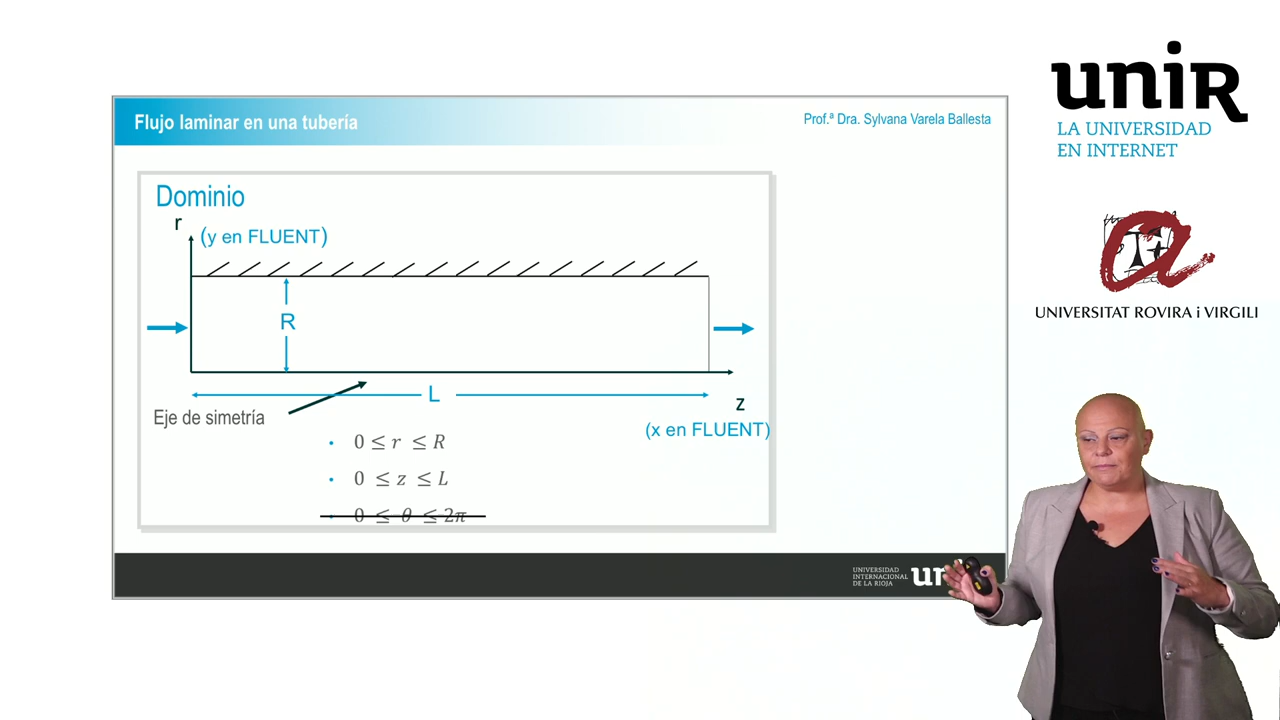 Flujo laminar en una tubería
Prof.ª Dra. Sylvana Varela Ballesta
Dominio
r
(y en FLUENT)
R
L
z
Eje de simetría
(x en FLUENT)
• 0 ≤ r ≤ R
• 0 ≤ z ≤ L
• 0 ≤ θ ≤ 2π
UNIVERSIDAD
INTERNACIONAL
DE LA RIOJA
unir
LA UNIVERSIDAD
EN INTERNET
UNIVERSITAT ROVIRA i VIRGILI